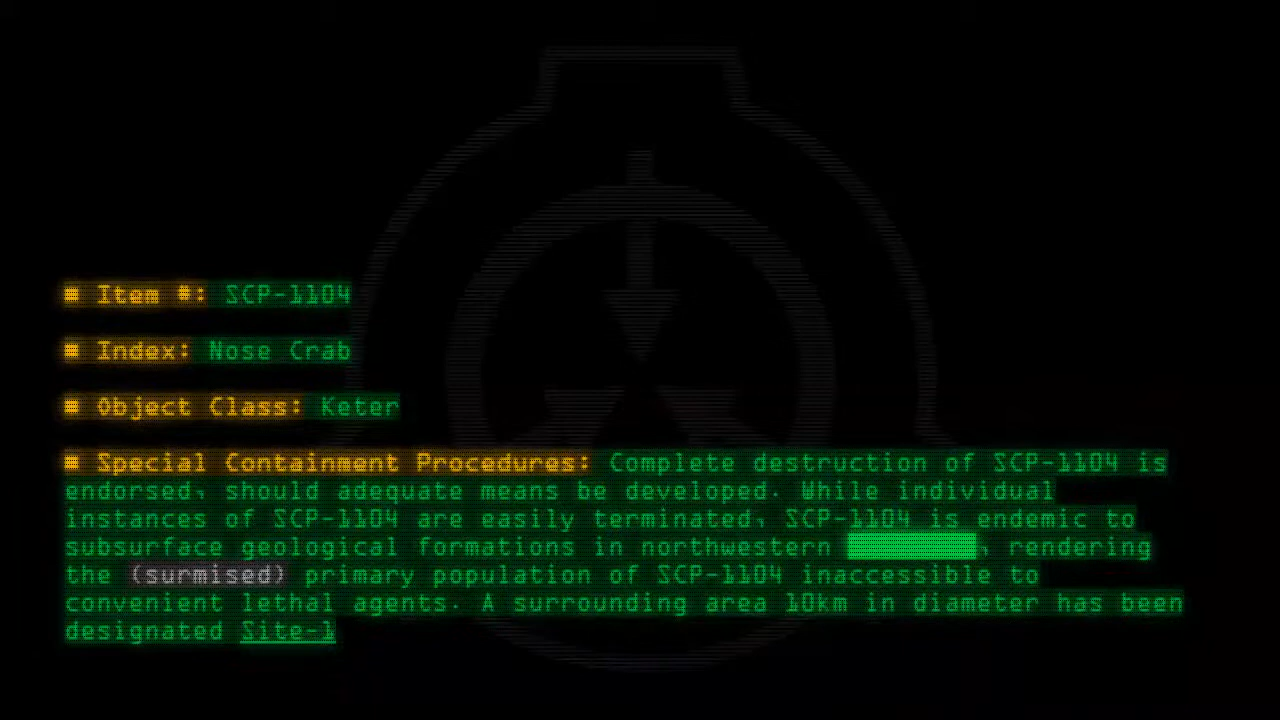 ■ Item #: SCP-1104
■ Index: Nose Crab
■ Object Class: Keter
■ Special Containment Procedures: Complete destruction of SCP-1104 is
endorsed, should adequate means be developed. While individual
instances of SCP-1104 are easily terminated, SCP-1104 is endemic to
subsurface geological formations in northwestern ████████, rendering
the (surmised) primary population of SCP-1104 inaccessible to
convenient lethal agents. A surrounding area 10km in diameter has been
designated Site-1